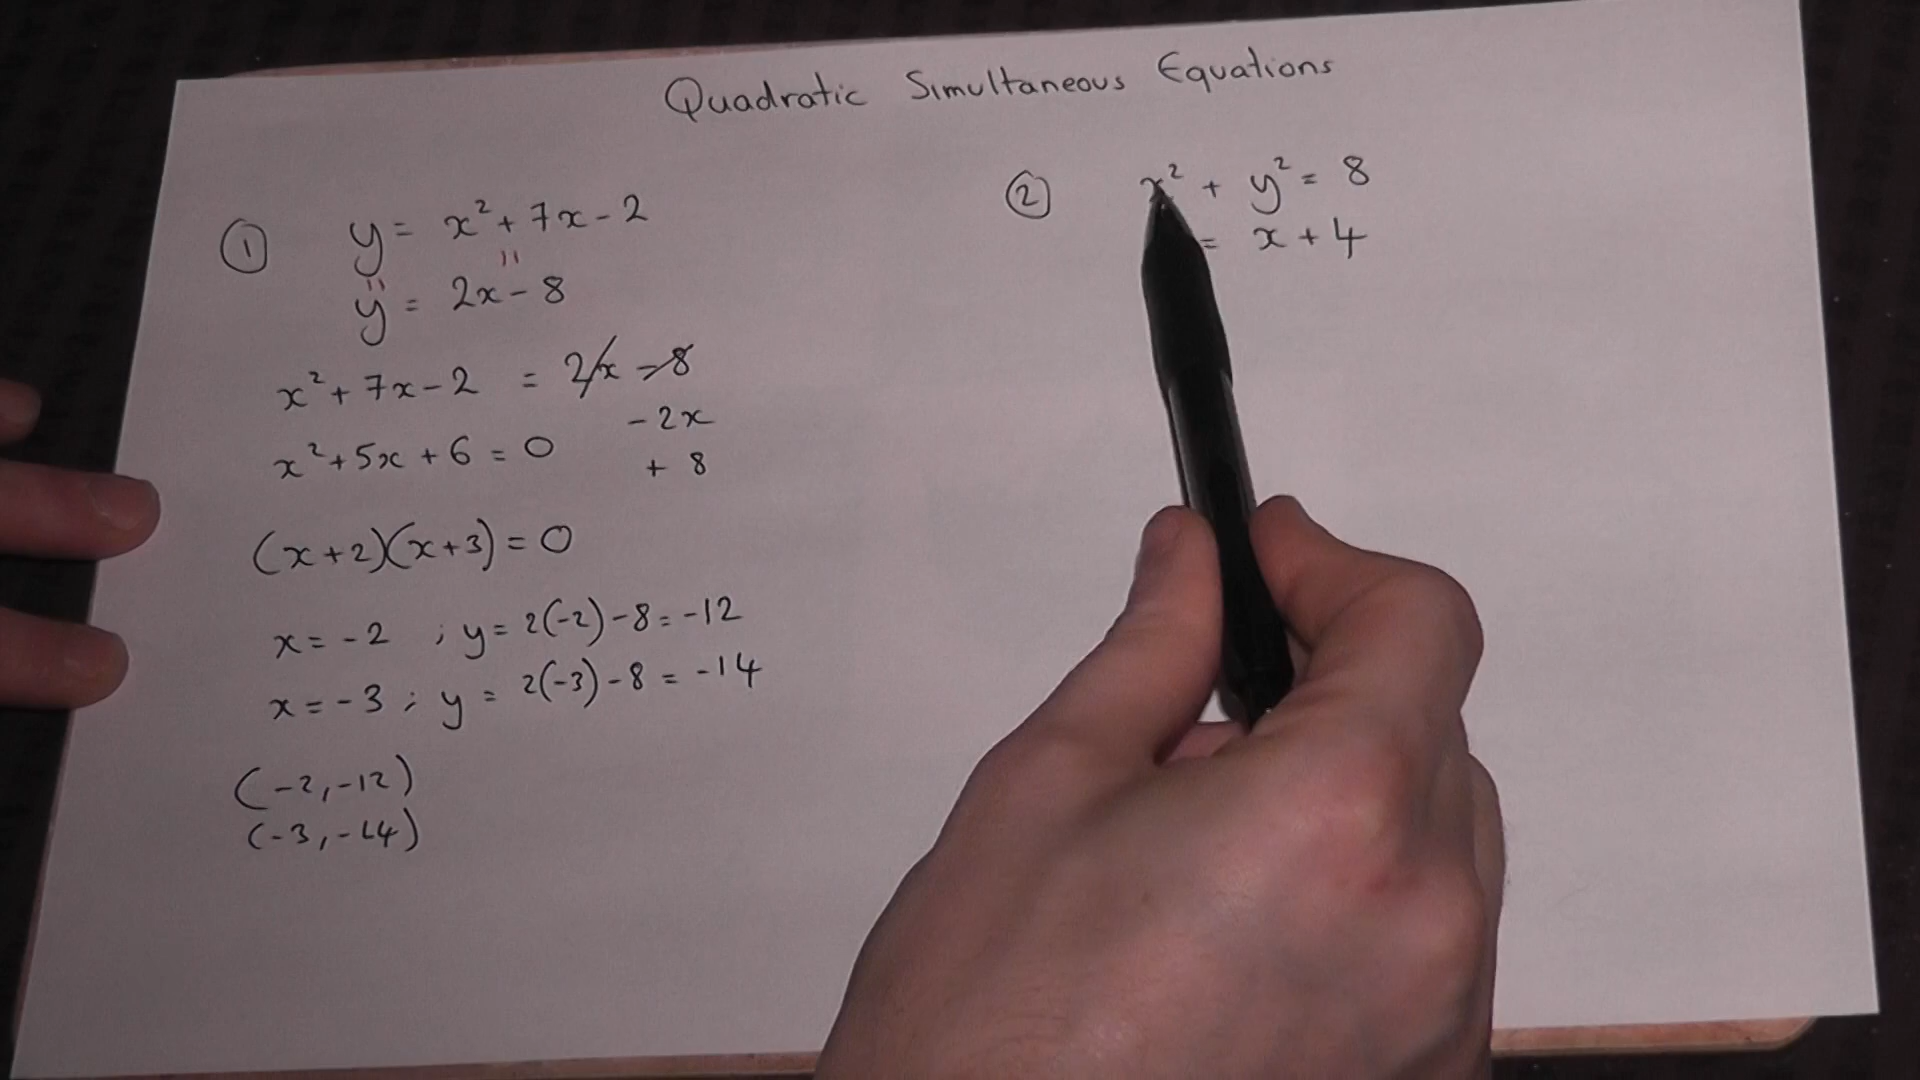 Quadratic Simultaneous Equations
① y = x² + 7x - 2
" "
y = 2x - 8
x² + 7x - 2 = 2x - 8
- 2x
x² + 5x + 6 = 0
+ 8
(x+2)(x+3) = 0
x = -2 ; y = 2(-2) - 8 = -12
x = -3 ; y = 2(-3) - 8 = -14
(-2, -12)
(-3, -14)
② x² + y² = 8
= x + 4